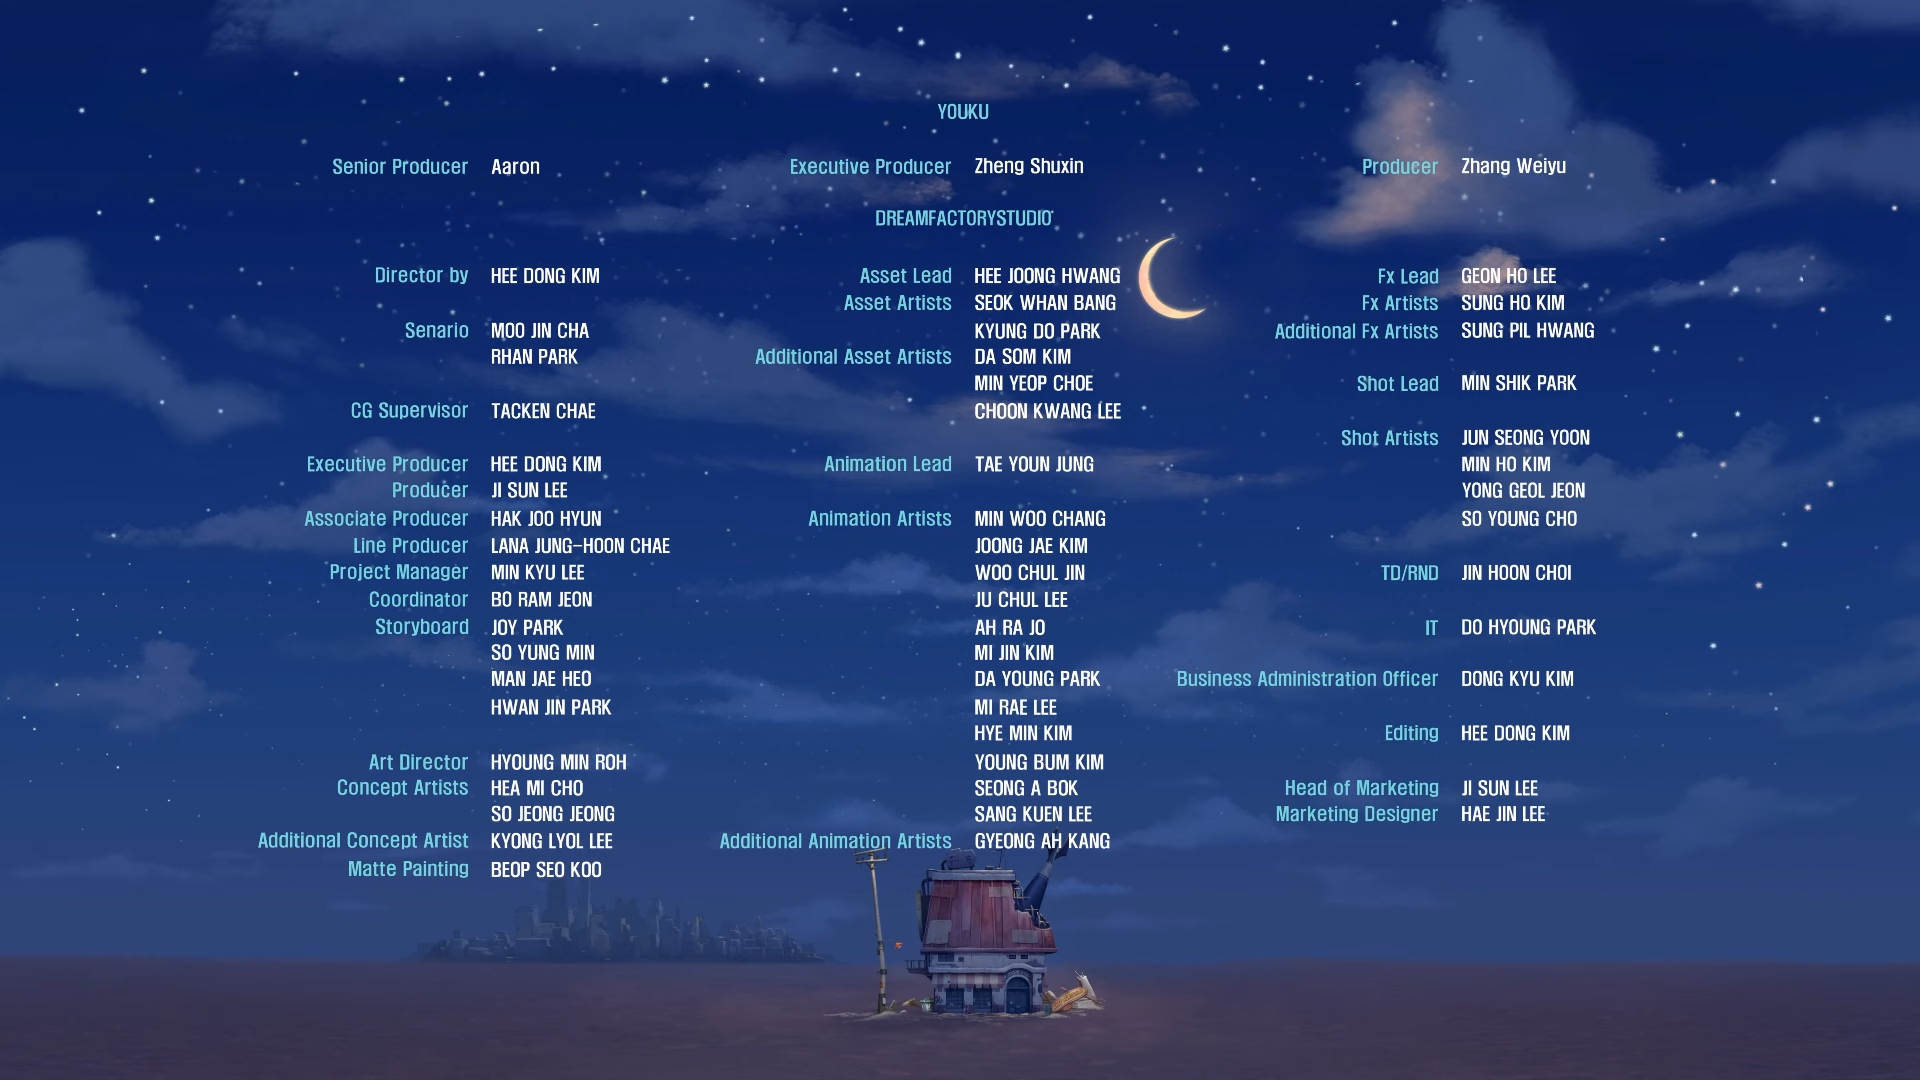 YOUKU
Senior Producer Aaron
Executive Producer Zheng Shuxin
Producer Zhang Weiyu
DREAMFACTORYSTUDIO
Director by HEE DONG KIM
Senario MOO JIN CHA
RHAN PARK
CG Supervisor TACKEN CHAE
Executive Producer HEE DONG KIM
Producer JI SUN LEE
Associate Producer HAK JOO HYUN
Line Producer LANA JUNG-HOON CHAE
Project Manager MIN KYU LEE
Coordinator BO RAM JEON
Storyboard JOY PARK
SO YUNG MIN
MAN JAE HEO
HWAN JIN PARK
Art Director HYOUNG MIN ROH
Concept Artists HEA MI CHO
SO JEONG JEONG
Additional Concept Artist KYONG LYOL LEE
Matte Painting BEOP SEO KOO
Asset Lead HEE JOONG HWANG
Asset Artists SEOK WHAN BANG
KYUNG DO PARK
Additional Asset Artists DA SOM KIM
MIN YEOP CHOE
CHOON KWANG LEE
Animation Lead TAE YOUN JUNG
Animation Artists MIN WOO CHANG
JOONG JAE KIM
WOO CHUL JIN
JU CHUL LEE
AH RA JO
MI JIN KIM
DA YOUNG PARK
MI RAE LEE
HYE MIN KIM
YOUNG BUM KIM
SEONG A BOK
SANG KUEN LEE
Additional Animation Artists GYEONG AH KANG
Fx Lead GEON HO LEE
Fx Artists SUNG HO KIM
Additional Fx Artists SUNG PIL HWANG
Shot Lead MIN SHIK PARK
Shot Artists JUN SEONG YOON
MIN HO KIM
YONG GEOL JEON
SO YOUNG CHO
TD/RND JIN HOON CHOI
IT DO HYOUNG PARK
Business Administration Officer DONG KYU KIM
Editing HEE DONG KIM
Head of Marketing JI SUN LEE
Marketing Designer HAE JIN LEE